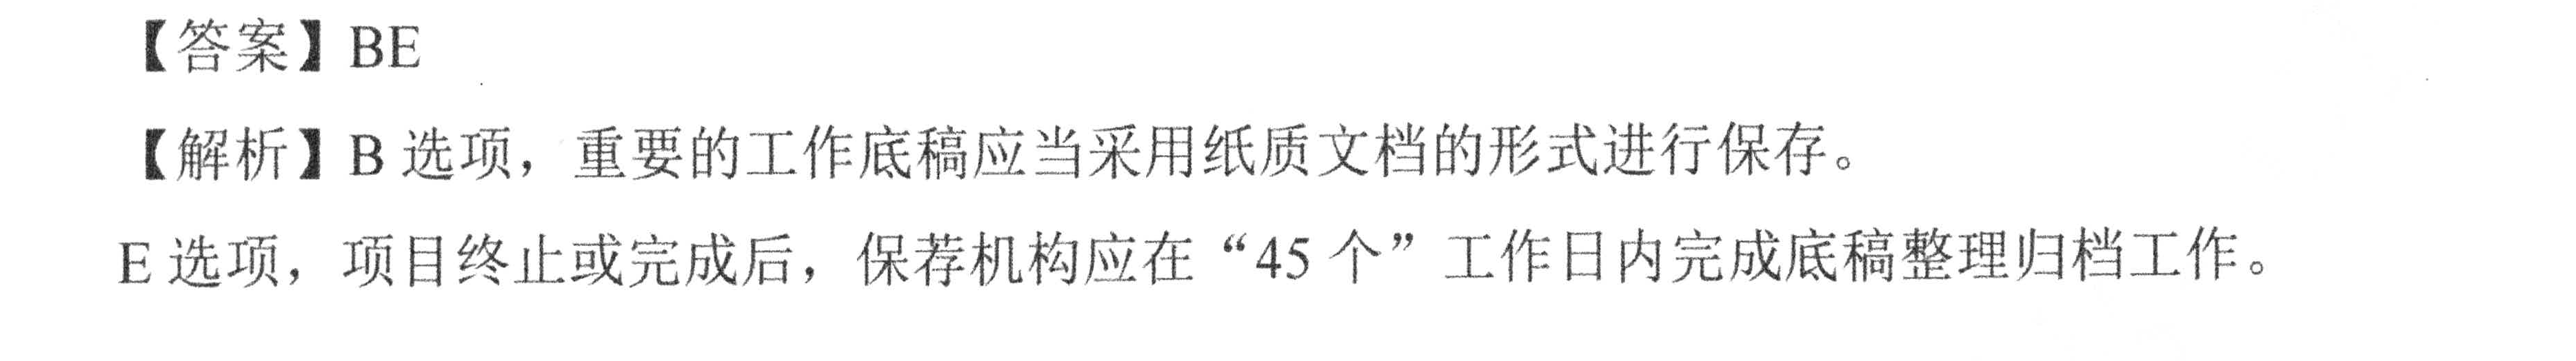 【答案】BE
【解析】B 选项，重要的工作底稿应当采用纸质文档的形式进行保存。
E 选项，项目终止或完成后，保荐机构应在“45 个”工作日内完成底稿整理归档工作。